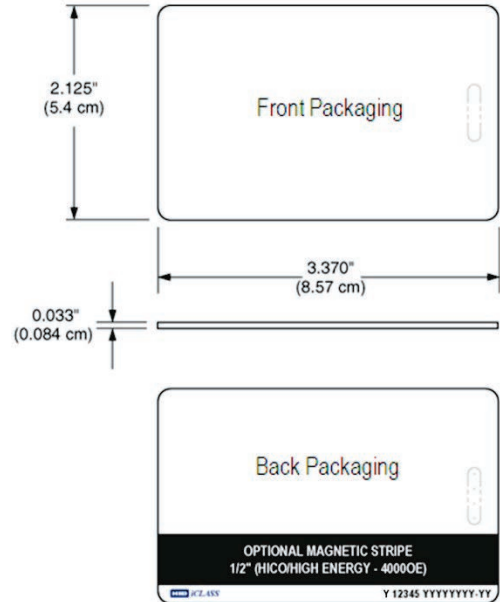 2.125"
(5.4 cm)
Front Packaging
3.370"
(8.57 cm)
0.033"
(0.084 cm)
Back Packaging
OPTIONAL MAGNETIC STRIPE
1/2" (HICO/HIGH ENERGY - 4000OE)
HID iCLASS
Y 12345 YYYYYYYY-YY